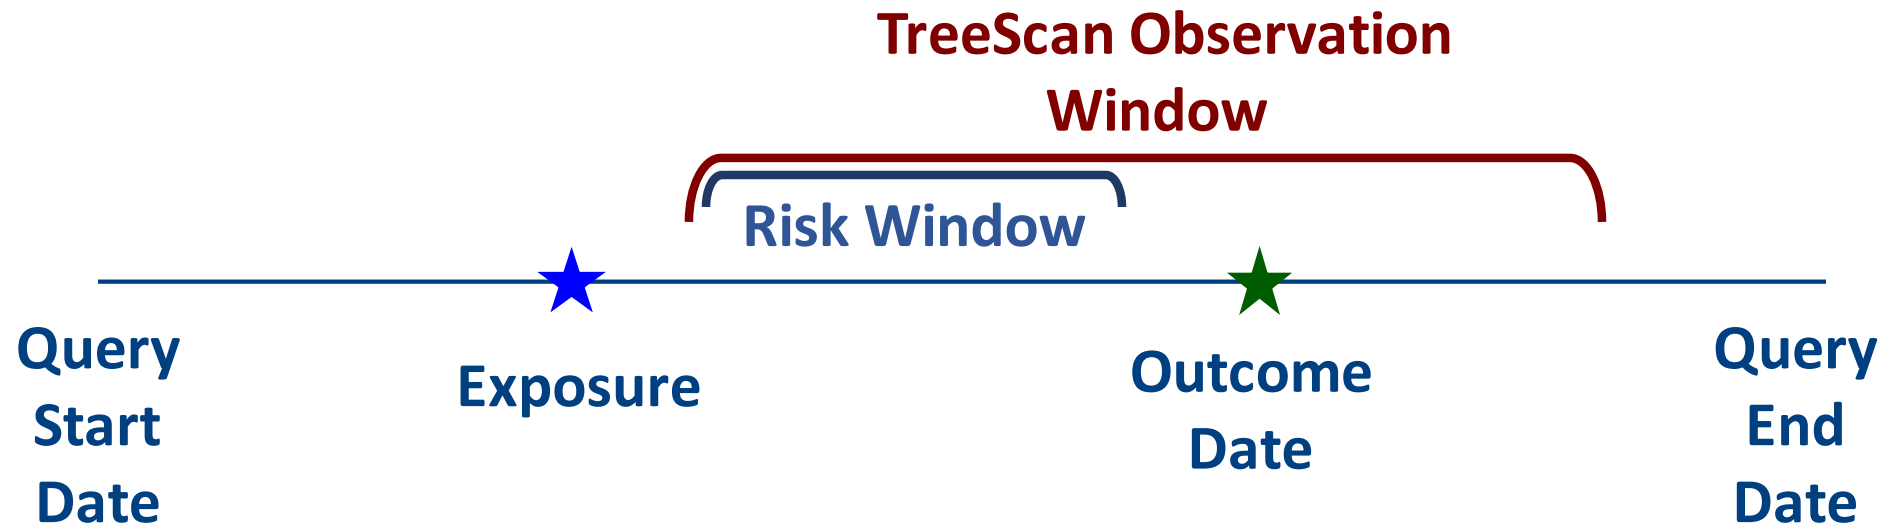 TreeScan Observation
Window
Risk Window
Query
Start
Date
Exposure
Outcome
Date
Query
End
Date